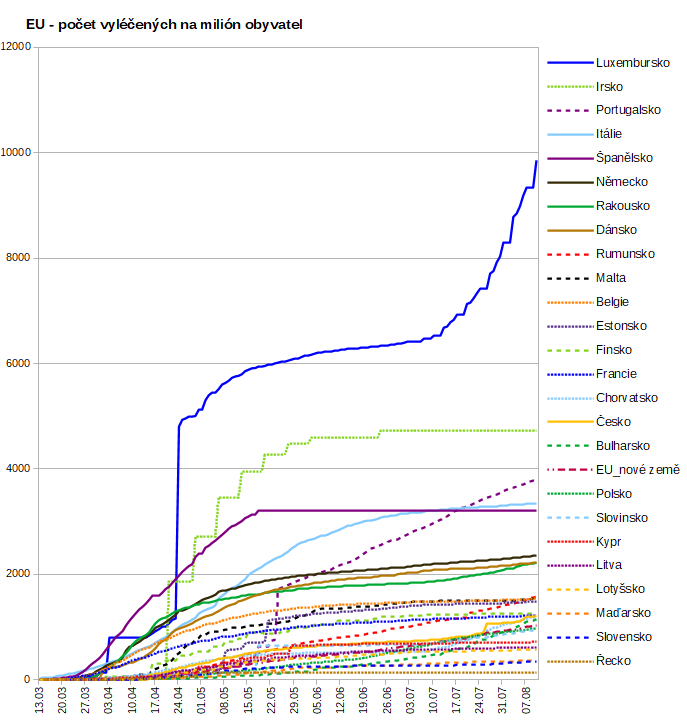 EU - počet vyléčených na milión obyvatel
12000
10000
8000
6000
4000
2000
0
Luxembursko
Irsko
Portugalsko
Itálie
Španělsko
Německo
Rakousko
Dánsko
Rumunsko
Malta
Belgie
Estonsko
Finsko
Francie
Chorvatsko
Česko
Bulharsko
EU_nové země
Polsko
Slovinsko
Kypr
Litva
Lotyšsko
Maďarsko
Slovensko
Řecko
13.03
20.03
27.03
03.04
10.04
17.04
24.04
01.05
08.05
15.05
22.05
29.05
05.06
12.06
19.06
26.06
03.07
10.07
17.07
24.07
31.07
07.08